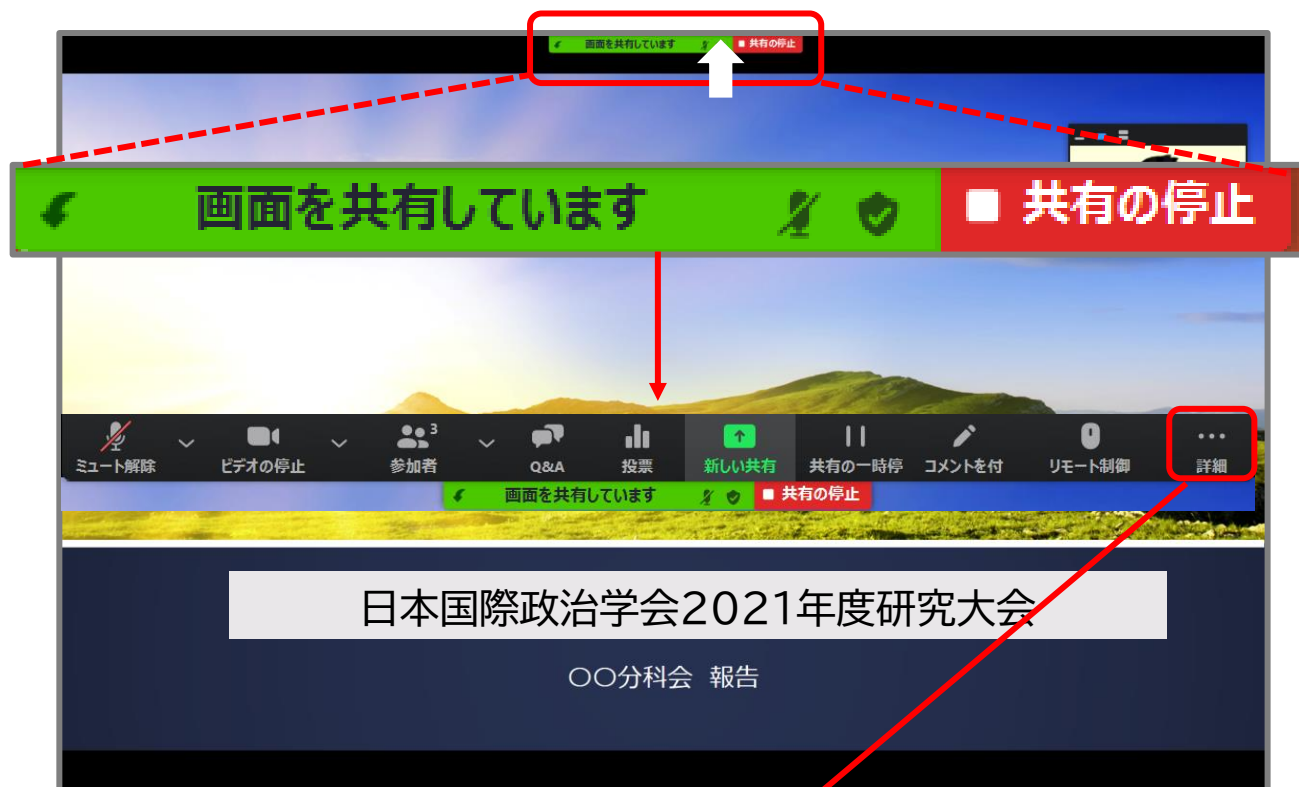 画面を共有しています 共有の停止
画面を共有しています 共有の停止
ミュート解除 ビデオの停止 参加者 3 Q&A 投票 新しい共有 共有の一時停 コメントを付 リモート制御 詳細
画面を共有しています 共有の停止
日本国際政治学会2021年度研究大会
〇〇分科会 報告